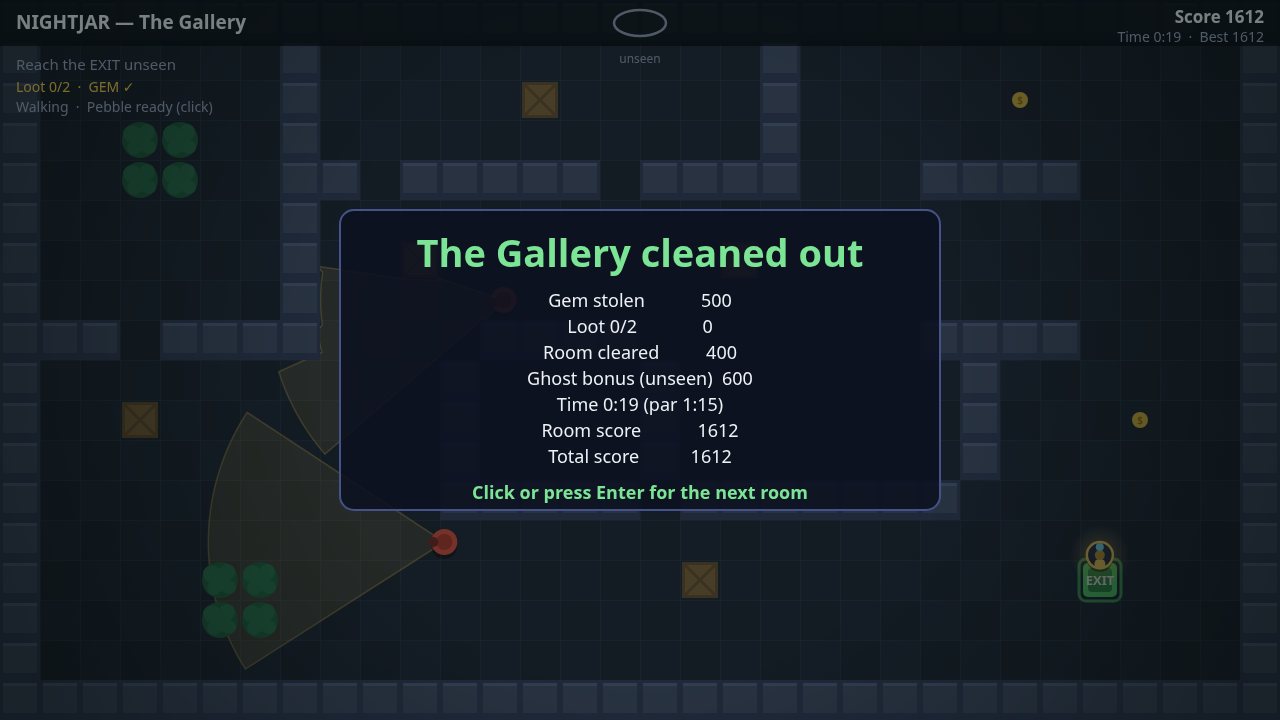 NIGHTJAR — The Gallery
unseen
Score 1612
Time 0:19 · Best 1612
Reach the EXIT unseen
Loot 0/2 · GEM ✓
Walking · Pebble ready (click)
$
The Gallery cleaned out
Gem stolen 500
Loot 0/2 0
Room cleared 400
Ghost bonus (unseen) 600
Time 0:19 (par 1:15)
Room score 1612
Total score 1612
Click or press Enter for the next room
$
EXIT